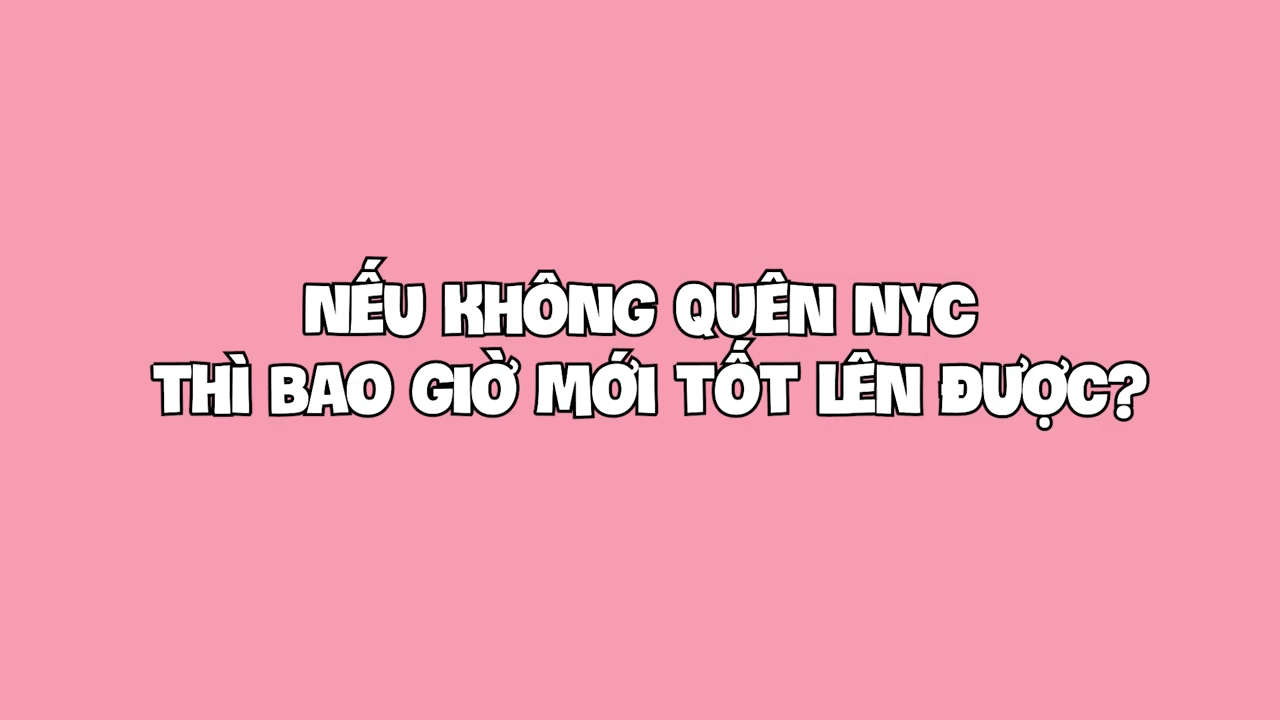 NẾU KHÔNG QUÊN NYC
THÌ BAO GIỜ MỚI TỐT LÊN ĐƯỢC?